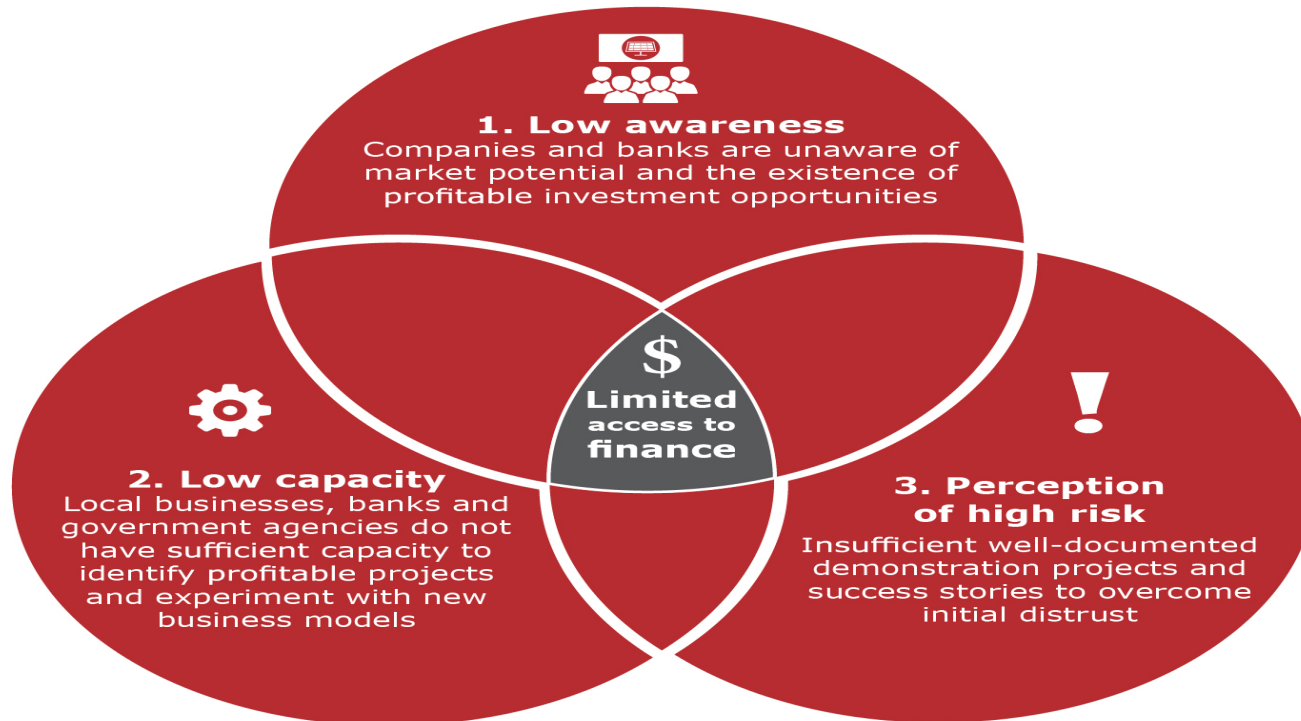 1. Low awareness
Companies and banks are unaware of
market potential and the existence of
profitable investment opportunities
$
Limited
access to
finance
2. Low capacity
Local businesses, banks and
government agencies do not
have sufficient capacity to
identify profitable projects
and experiment with new
business models
!
3. Perception
of high risk
Insufficient well-documented
demonstration projects and
success stories to overcome
initial distrust